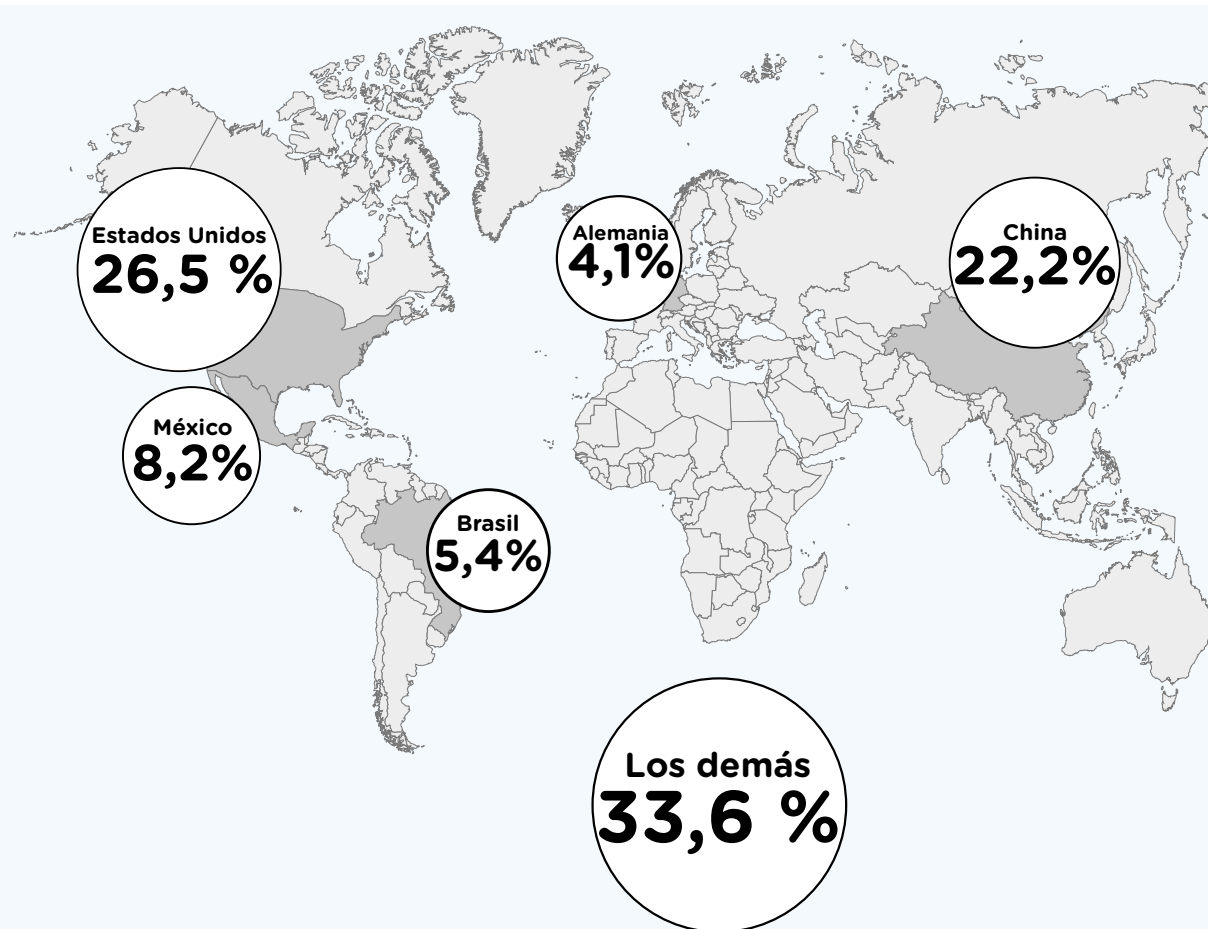 Estados Unidos
26,5 %
Alemania
4,1%
China
22,2%
México
8,2%
Brasil
5,4%
Los demás
33,6 %